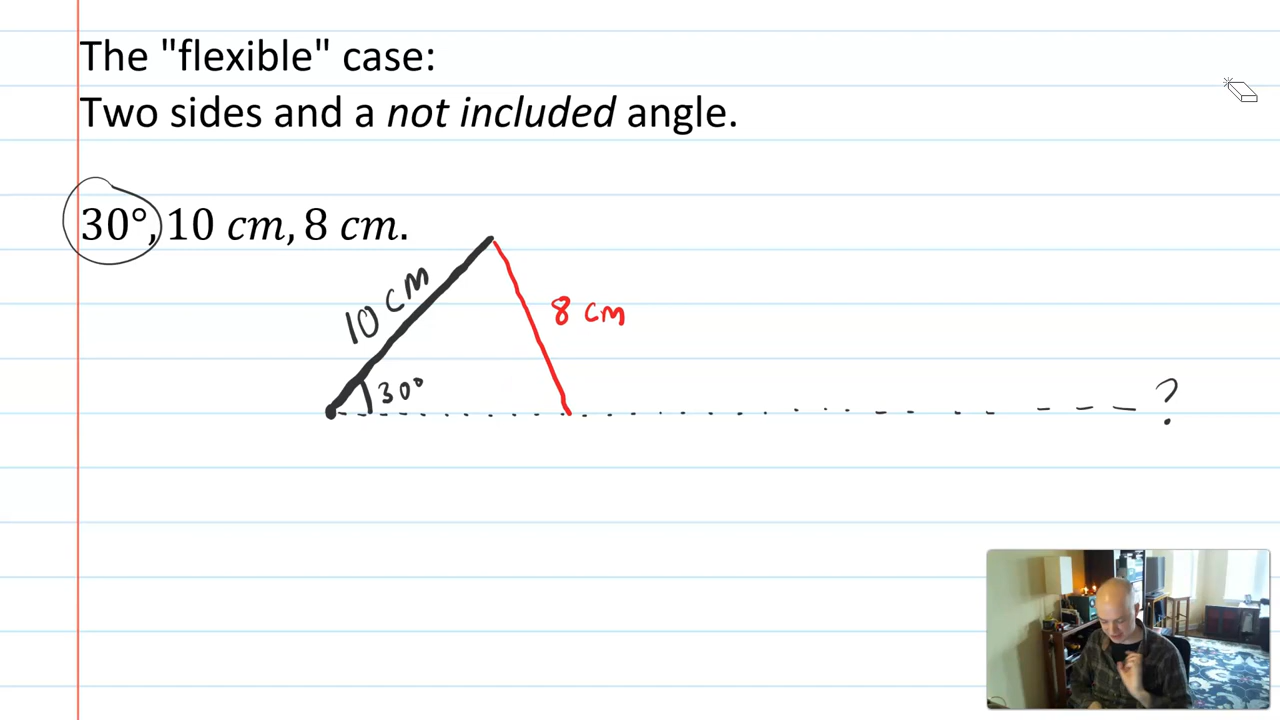 The "flexible" case:
Two sides and a not included angle.
30°, 10 cm, 8 cm.
10 cm
8 cm
30°
?